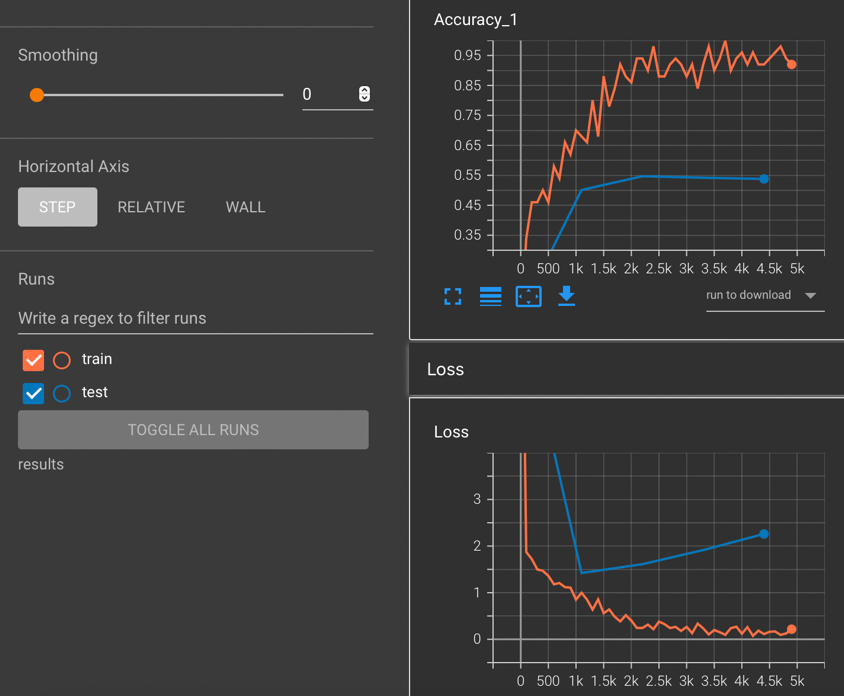 Smoothing
0
Horizontal Axis
STEP RELATIVE WALL
Runs
Write a regex to filter runs
train
test
TOGGLE ALL RUNS
results
Accuracy_1
0.95
0.85
0.75
0.65
0.55
0.45
0.35
0 500 1k 1.5k 2k 2.5k 3k 3.5k 4k 4.5k 5k
run to download
Loss
Loss
3
2
1
0
0 500 1k 1.5k 2k 2.5k 3k 3.5k 4k 4.5k 5k